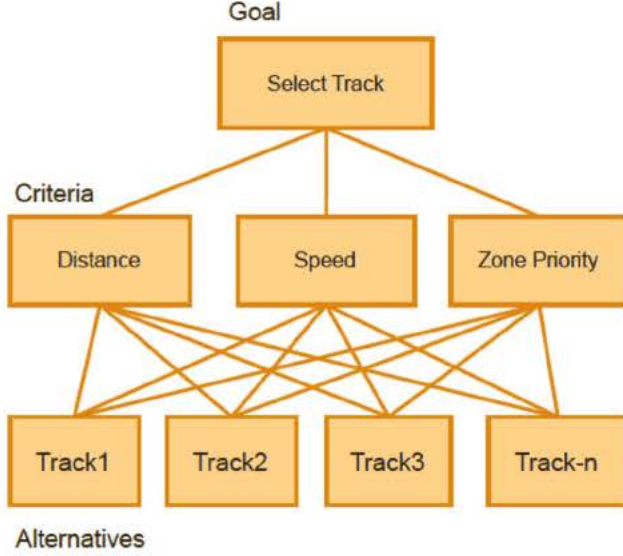 Goal
Select Track
Criteria
Distance
Speed
Zone Priority
Track1
Track2
Track3
Track-n
Alternatives